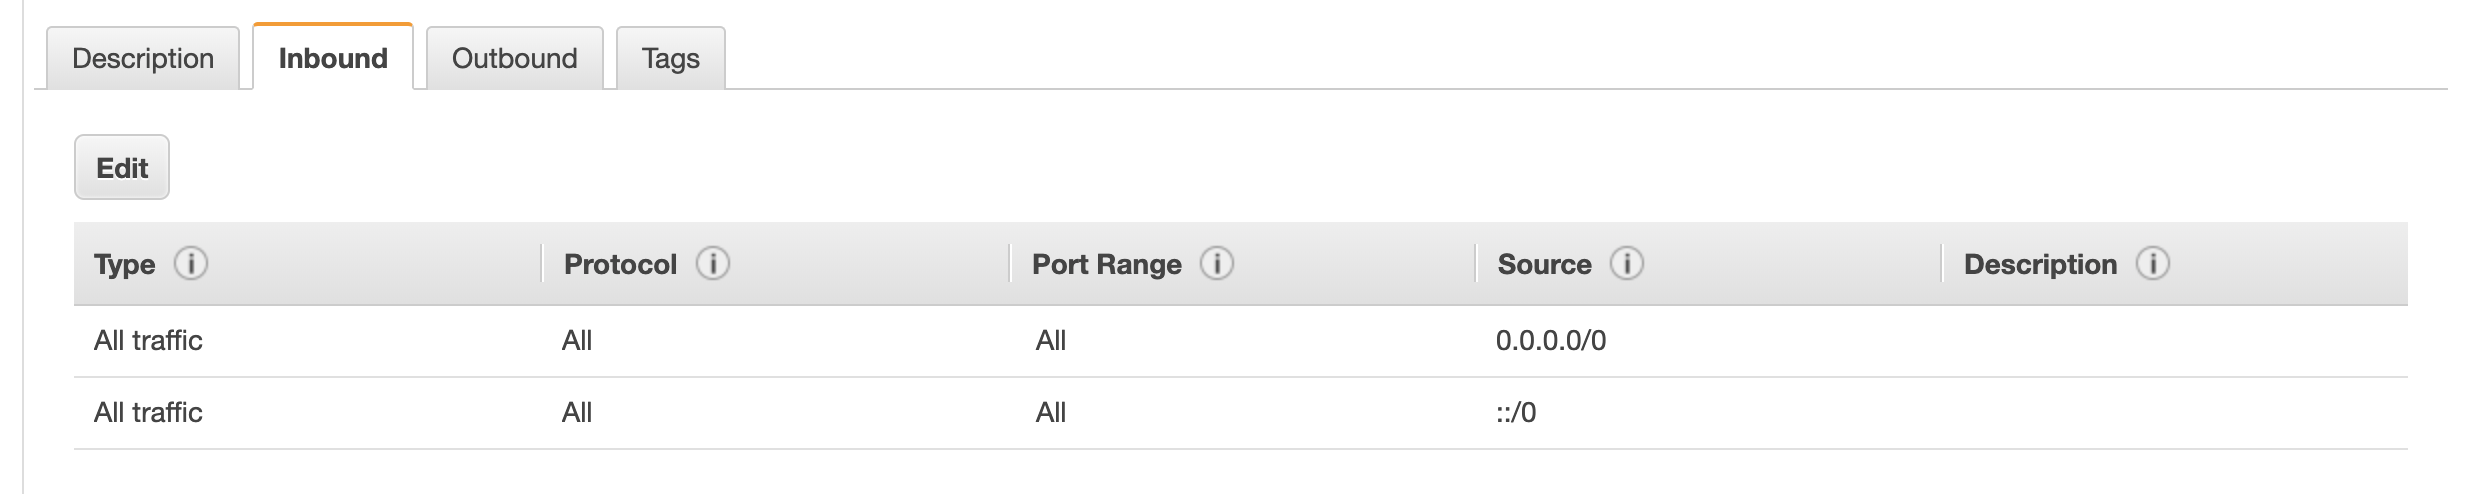 Description Inbound Outbound Tags
Edit
Type Protocol Port Range Source Description
All traffic All All 0.0.0.0/0
All traffic All All ::/0